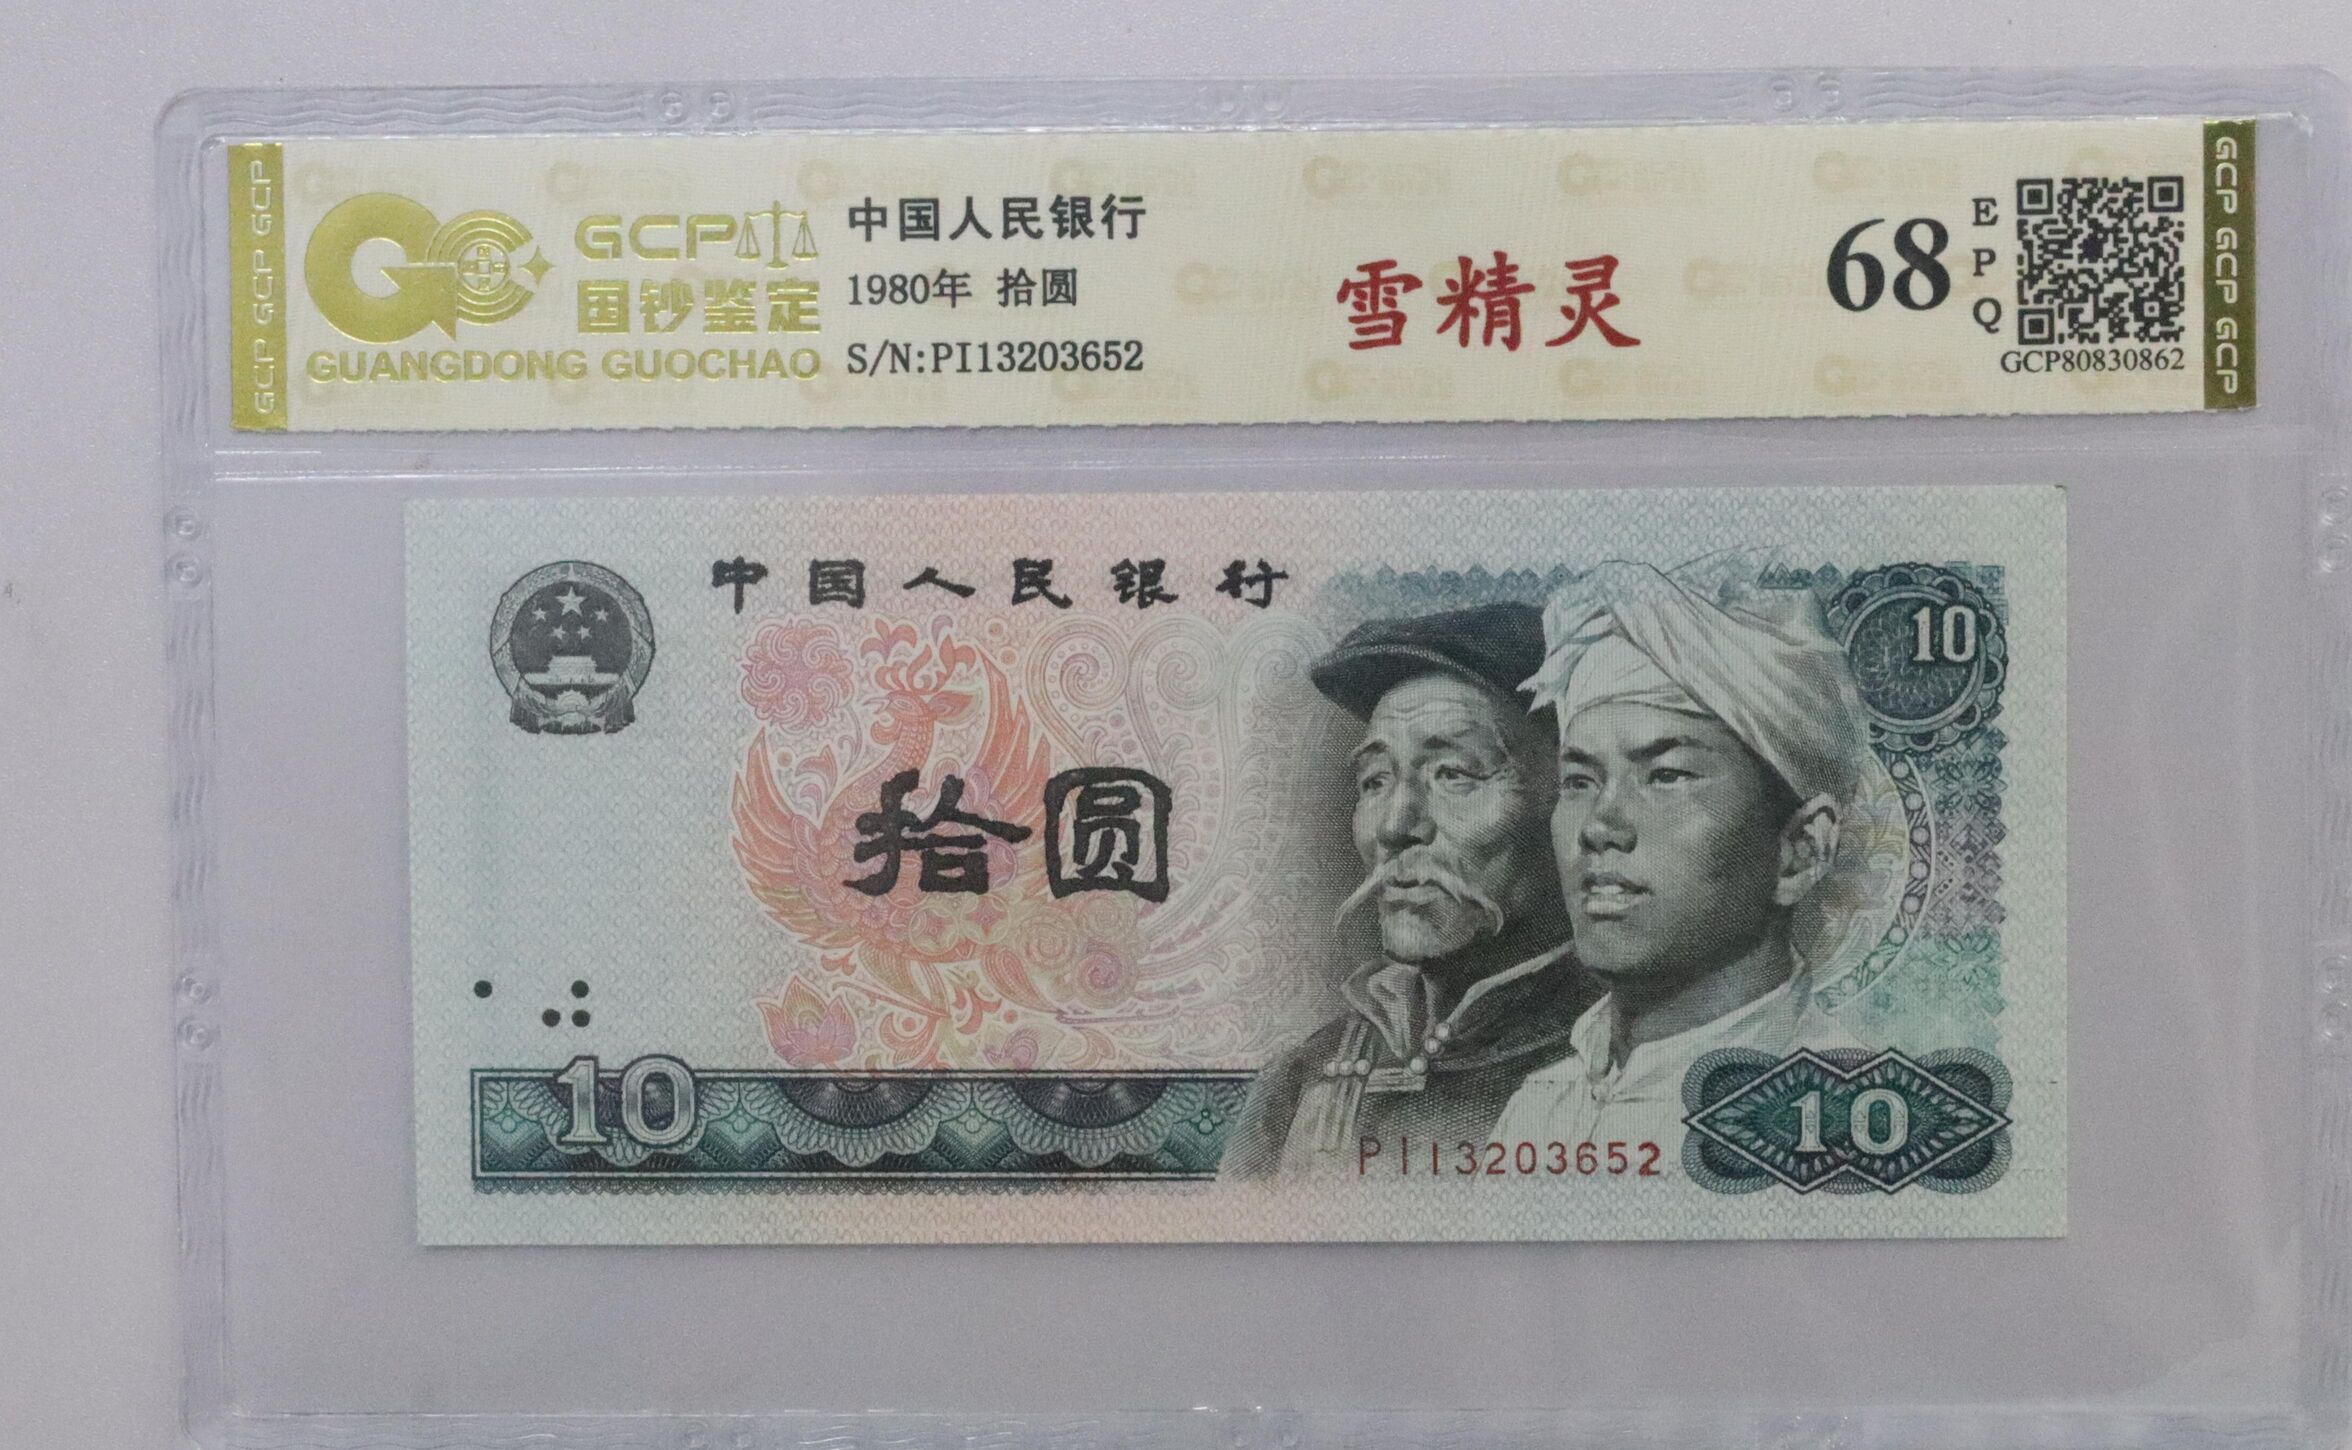 GCP GCP GCP
GCP
国钞鉴定
GUANGDONG GUOCHAO
中国人民银行
1980年 拾圆
S/N:PI13203652
雪精灵
68
E
P
Q
GCP80830862
GCP GCP GCP
中国人民银行
10
拾圆
10
PI13203652
10